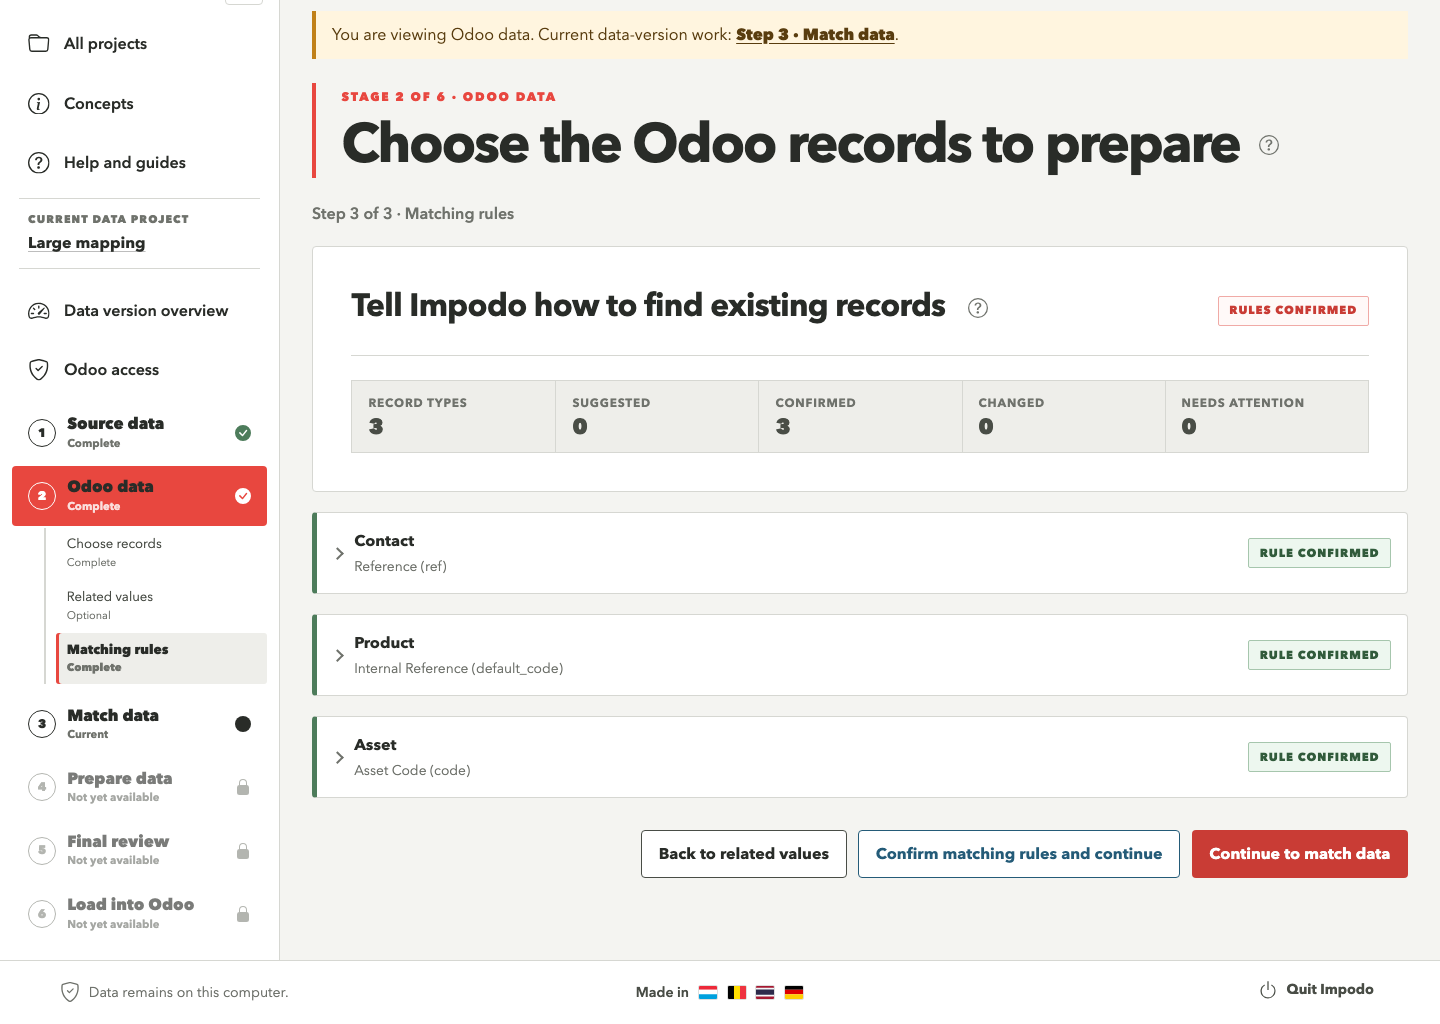 All projects
Concepts
Help and guides
CURRENT DATA PROJECT
Large mapping
Data version overview
Odoo access
1
Source data
Complete
2
Odoo data
Complete
Choose records
Complete
Related values
Optional
Matching rules
Complete
3
Match data
Current
4
Prepare data
Not yet available
5
Final review
Not yet available
6
Load into Odoo
Not yet available
You are viewing Odoo data. Current data-version work: Step 3 · Match data.
STAGE 2 OF 6 · ODOO DATA
Choose the Odoo records to prepare ?
Step 3 of 3 · Matching rules
Tell Impodo how to find existing records ?
RULES CONFIRMED
RECORD TYPES
3
SUGGESTED
0
CONFIRMED
3
CHANGED
0
NEEDS ATTENTION
0
Contact
Reference (ref)
RULE CONFIRMED
Product
Internal Reference (default_code)
RULE CONFIRMED
Asset
Asset Code (code)
RULE CONFIRMED
Back to related values
Confirm matching rules and continue
Continue to match data
Data remains on this computer.
Made in
Quit Impodo